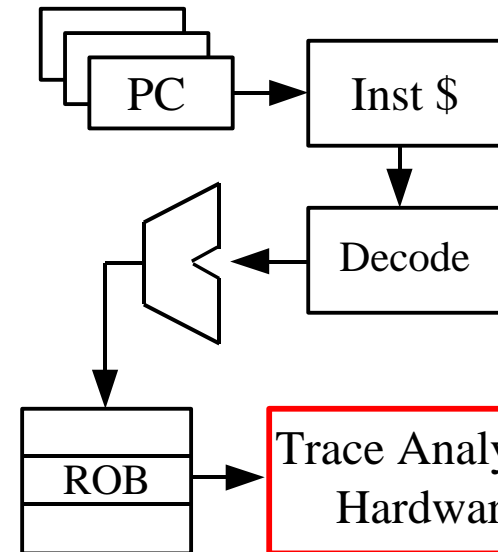 PC
Inst $
Decode
ROB
Trace Analy
Hardwar